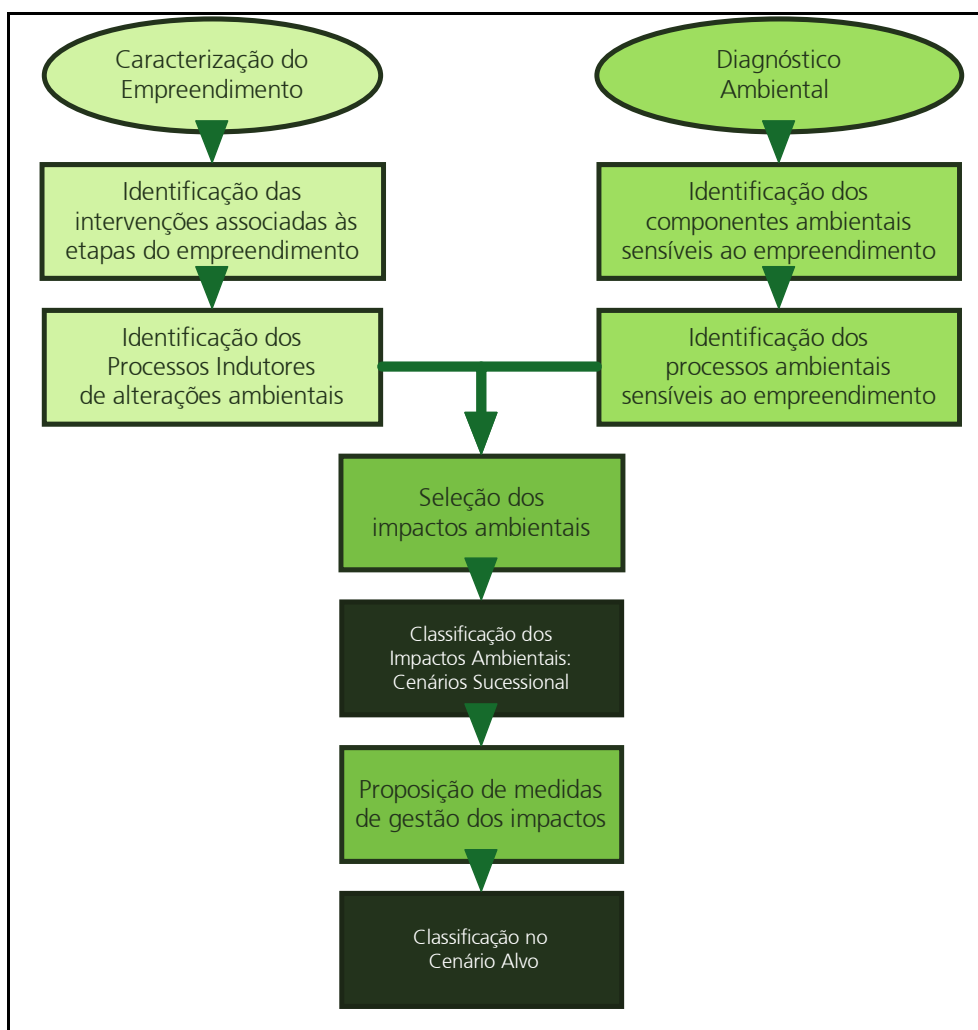 Caracterização do
Empreendimento
Diagnóstico
Ambiental
Identificação das
intervenções associadas às
etapas do empreendimento
Identificação dos
componentes ambientais
sensíveis ao empreendimento
Identificação dos
Processos Indutores
de alterações ambientais
Identificação dos
processos ambientais
sensíveis ao empreendimento
Seleção dos
impactos ambientais
Classificação dos
Impactos Ambientais:
Cenários Sucessional
Proposição de medidas
de gestão dos impactos
Classificação no
Cenário Alvo